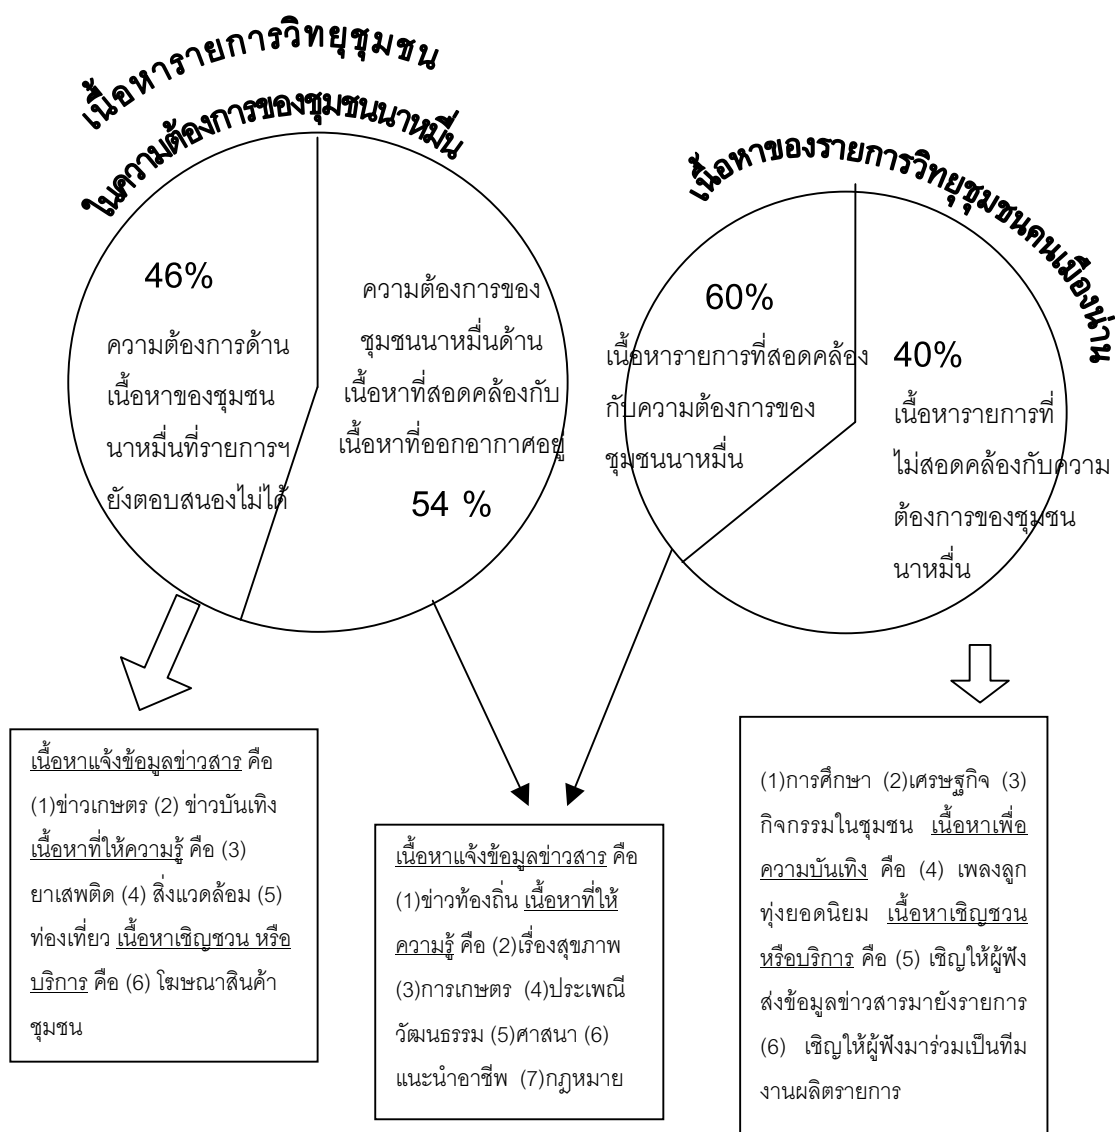 เนื้อหารายการวิทยุชุมชน
ในความต้องการของชุมชนนาหมื่น
46%
ความต้องการด้าน
เนื้อหาของชุมชน
นาหมื่นที่รายการฯ
ยังตอบสนองไม่ได้
ความต้องการของ
ชุมชนนาหมื่นด้าน
เนื้อหาที่สอดคล้องกับ
เนื้อหาที่ออกอากาศอยู่
54 %
เนื้อหาของรายการวิทยุชุมชนคนเมืองน่าน
60%
เนื้อหารายการที่สอดคล้อง
กับความต้องการของ
ชุมชนนาหมื่น
40%
เนื้อหารายการที่
ไม่สอดคล้องกับความ
ต้องการของชุมชน
นาหมื่น
เนื้อหาแจ้งข้อมูลข่าวสาร คือ
(1)ข่าวเกษตร (2) ข่าวบันเทิง
เนื้อหาที่ให้ความรู้ คือ (3)
ยาเสพติด (4) สิ่งแวดล้อม (5)
ท่องเที่ยว เนื้อหาเชิญชวน หรือ
บริการ คือ (6) โฆษณาสินค้า
ชุมชน
เนื้อหาแจ้งข้อมูลข่าวสาร คือ
(1)ข่าวท้องถิ่น เนื้อหาที่ให้
ความรู้ คือ (2)เรื่องสุขภาพ
(3)การเกษตร (4)ประเพณี
วัฒนธรรม (5)ศาสนา (6)
แนะนำอาชีพ (7)กฎหมาย
(1)การศึกษา (2)เศรษฐกิจ (3)
กิจกรรมในชุมชน เนื้อหาเพื่อ
ความบันเทิง คือ (4) เพลงลูก
ทุ่งยอดนิยม เนื้อหาเชิญชวน
หรือบริการ คือ (5) เชิญให้ผู้ฟัง
ส่งข้อมูลข่าวสารมายังรายการ
(6) เชิญให้ผู้ฟังมาร่วมเป็นทีม
งานผลิตรายการ